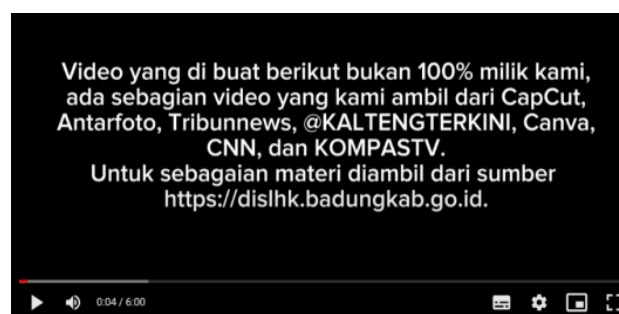 Video yang di buat berikut bukan 100% milik kami,
ada sebagian video yang kami ambil dari CapCut,
Antarfoto, Tribunnews, @KALTENGTERKINI, Canva,
CNN, dan KOMPASTV.
Untuk sebagaian materi diambil dari sumber
https://dislhk.badungkab.go.id.
0:04 / 6:00